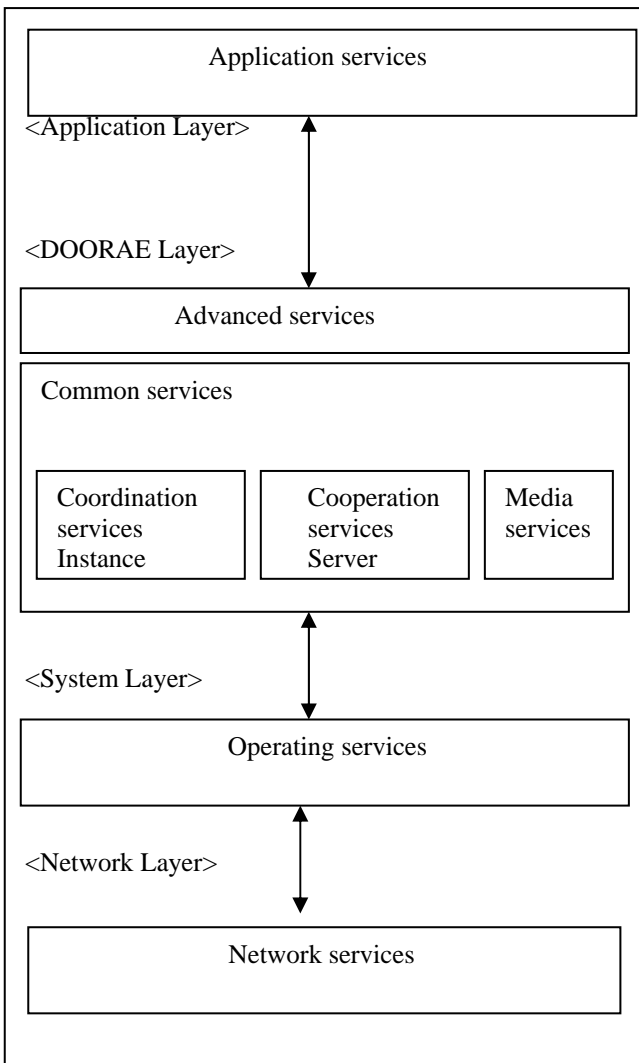 Application services
<Application Layer>
<DOORAE Layer>
Advanced services
Common services
Coordination
services
Instance
Cooperation
services
Server
Media
services
<System Layer>
Operating services
<Network Layer>
Network services